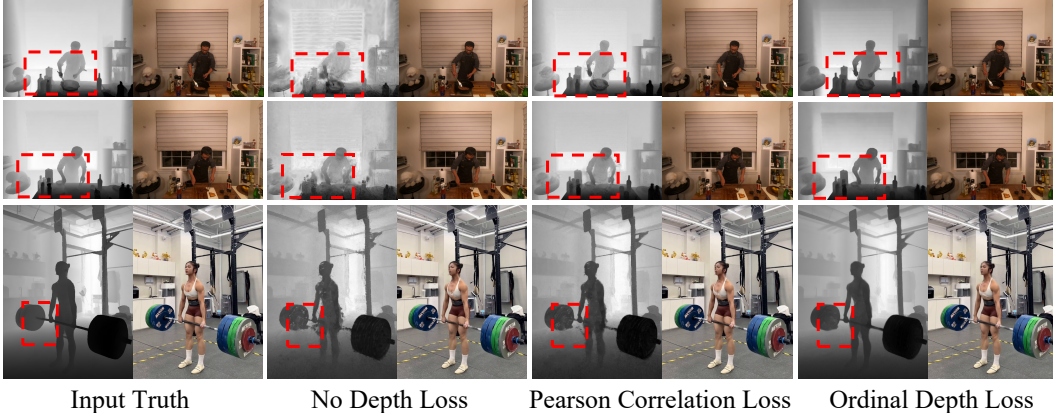 Input Truth
No Depth Loss
Pearson Correlation Loss
Ordinal Depth Loss